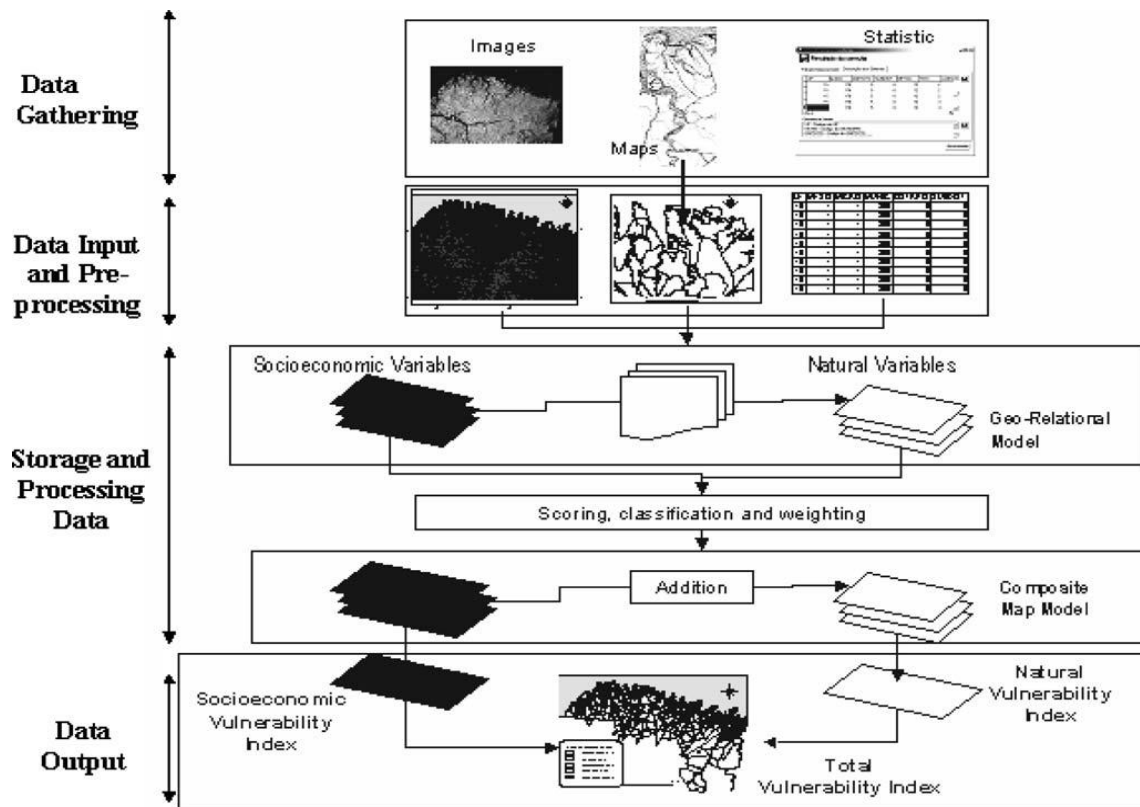 Data
Gathering
Images
Maps
Statistic
Data Input
and Pre-
processing
Storage and
Processing
Data
Socioeconomic Variables
Natural Variables
Geo-Relational
Model
Scoring, classification and weighting
Addition
Composite
Map Model
Data
Output
Socioeconomic
Vulnerability
Index
Natural
Vulnerability
Index
Total
Vulnerability Index